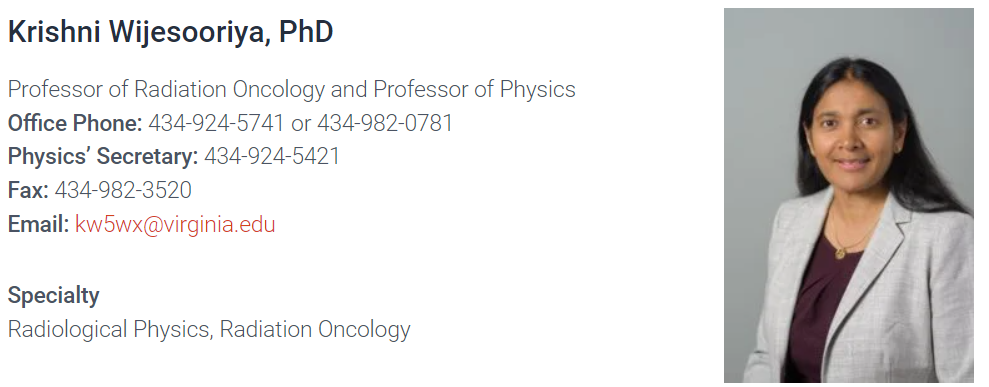 Krishni Wijesooriya, PhD
Professor of Radiation Oncology and Professor of Physics
Office Phone: 434-924-5741 or 434-982-0781
Physics’ Secretary: 434-924-5421
Fax: 434-982-3520
Email: kw5wx@virginia.edu
Specialty
Radiological Physics, Radiation Oncology